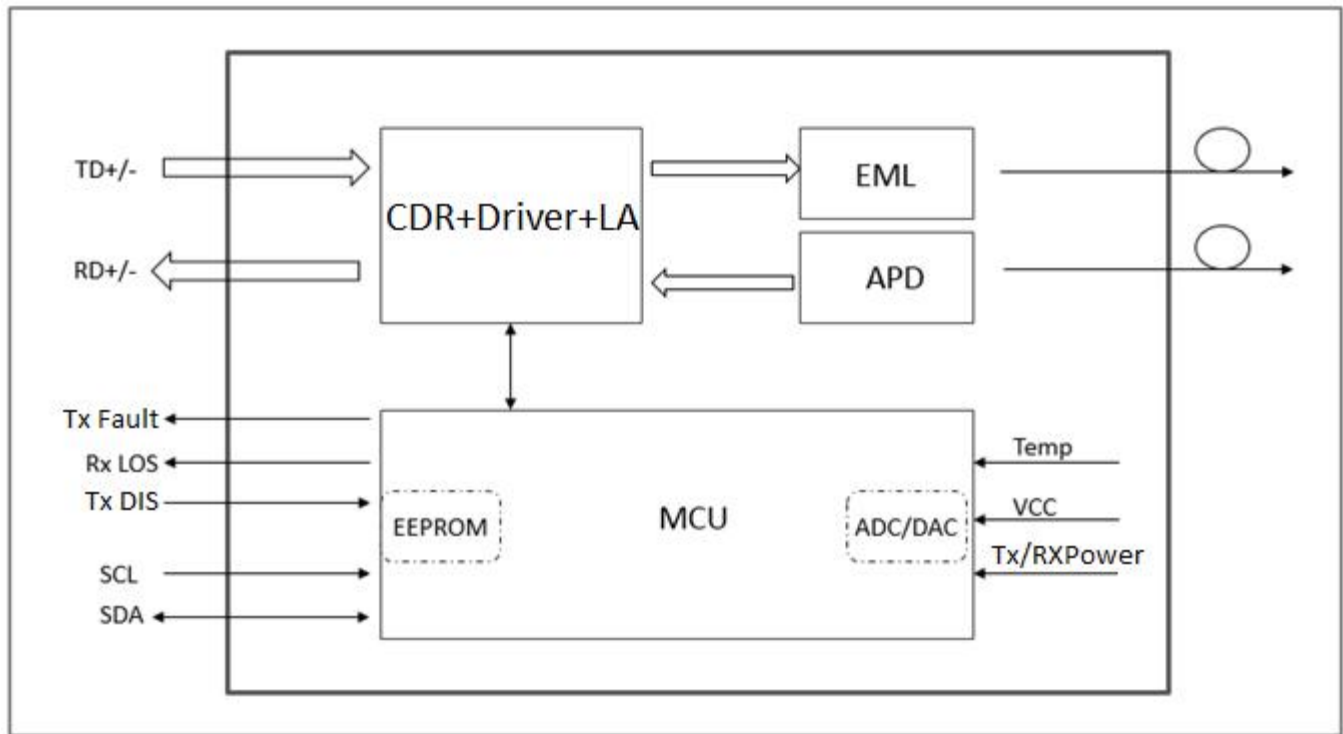 TD+/-
RD+/-
CDR+Driver+LA
EML
APD
Tx Fault
Rx LOS
Tx DIS
SCL
SDA
EEPROM
MCU
ADC/DAC
Temp
VCC
Tx/RXPower